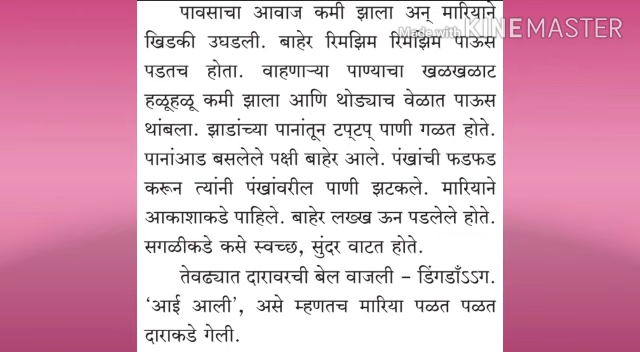 पावसाचा आवाज कमी झाला अन् मारियाने
खिडकी उघडली. बाहेर रिमझिम रिमझिम पाऊस
पडतच होता. वाहणाऱ्या पाण्याचा खळखळाट
हळूहळू कमी झाला आणि थोड्याच वेळात पाऊस
थांबला. झाडांच्या पानांतून टप्‌टप् पाणी गळत होते.
पानांआड बसलेले पक्षी बाहेर आले. पंखांची फडफड
करून त्यांनी पंखांवरील पाणी झटकले. मारियाने
आकाशाकडे पाहिले. बाहेर लख्ख ऊन पडलेले होते.
सगळीकडे कसे स्वच्छ, सुंदर वाटत होते.
तेवढ्यात दारावरची बेल वाजली – डिंगडाँऽऽग.
‘आई आली’, असे म्हणतच मारिया पळत पळत
दाराकडे गेली.
Made with KINEMASTER